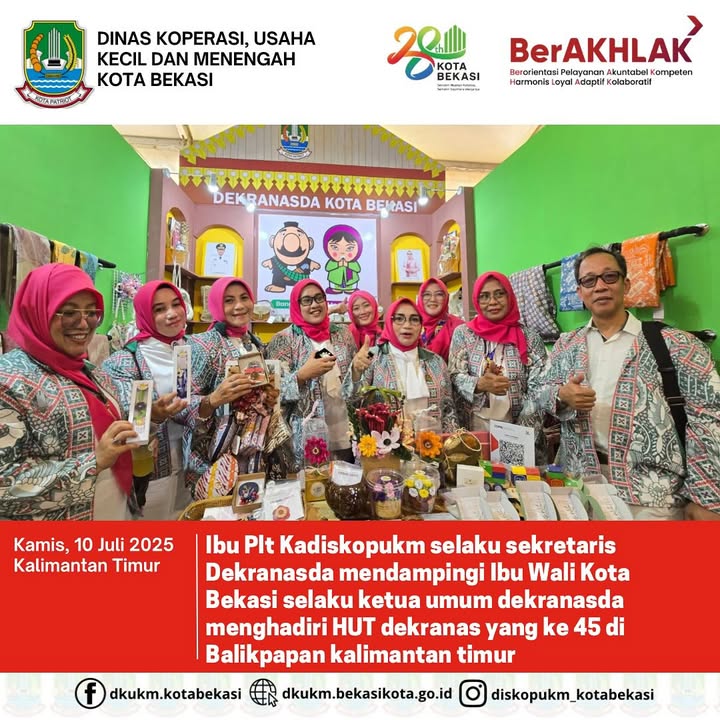 DINAS KOPERASI, USAHA
KECIL DAN MENENGAH
KOTA BEKASI
KOTA PATRIOT
28th
KOTA
BEKASI
BerAKHLAK
Berorientasi Pelayanan Akuntabel Kompeten
Harmonis Loyal Adaptif Kolaboratif
DEKRANASDA KOTA BEKASI
Kamis, 10 Juli 2025
Kalimantan Timur
Ibu Plt Kadiskopukm selaku sekretaris
Dekranasda mendampingi Ibu Wali Kota
Bekasi selaku ketua umum dekranasda
menghadiri HUT dekranas yang ke 45 di
Balikpapan kalimantan timur
dkukm.kotabekasi
dkukm.bekasikota.go.id
diskopukm_kotabekasi